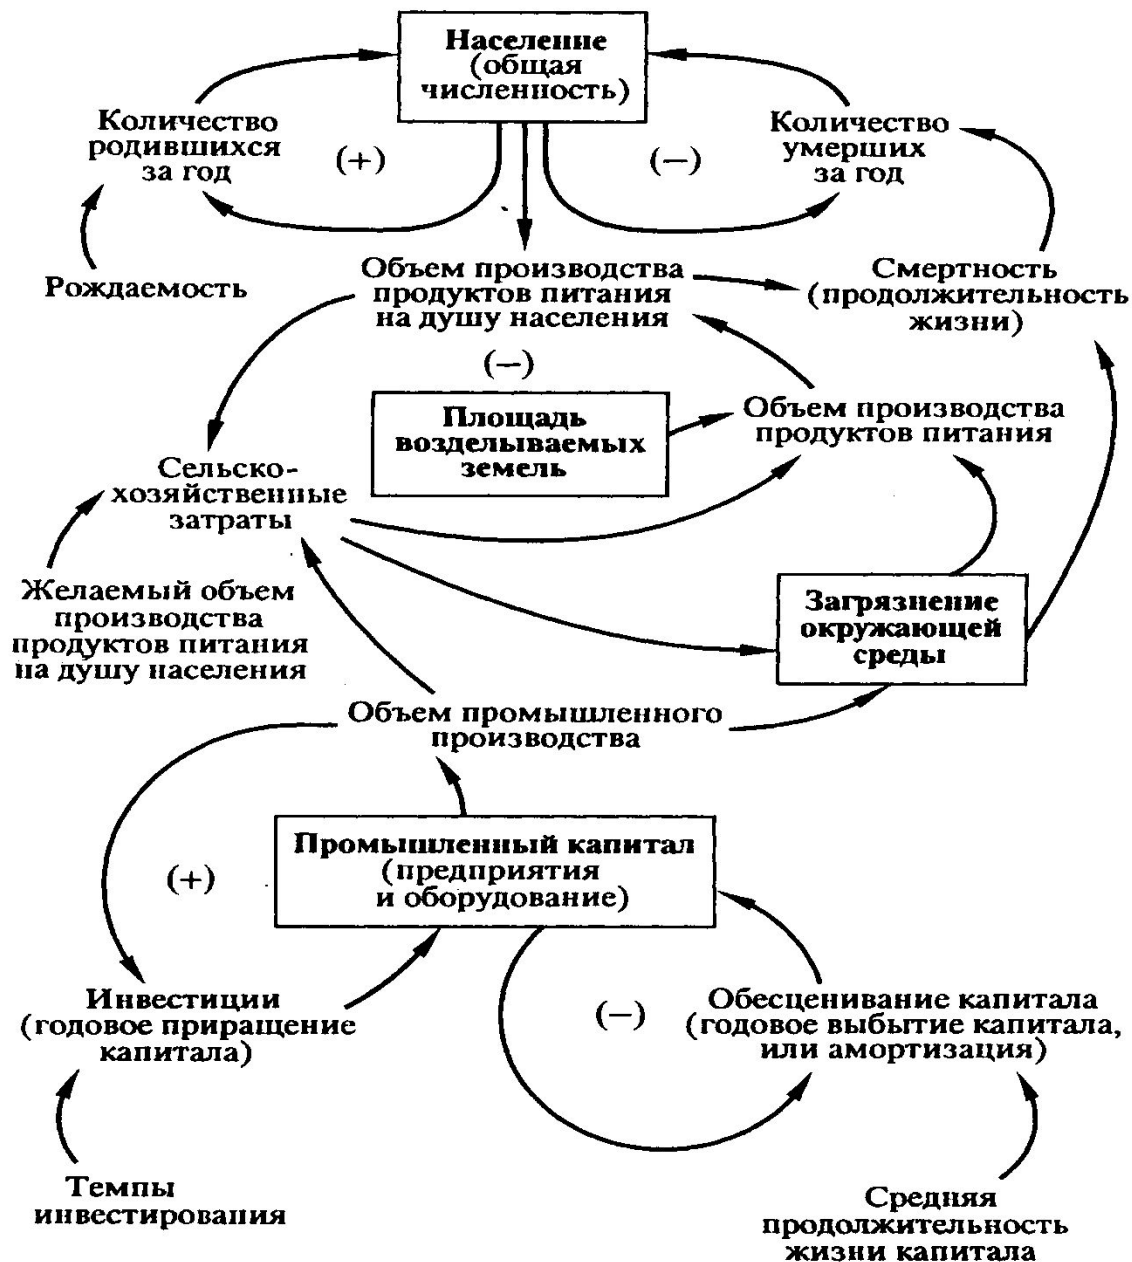 Население
(общая
численность)
Количество
родившихся
за год
(+)
(—)
Количество
умерших
за год
Рождаемость
Объем производства
продуктов питания
на душу населения
Смертность
(продолжительность
жизни)
(—)
Площадь
возделываемых
земель
Объем производства
продуктов питания
Сельско-
хозяйственные
затраты
Желаемый объем
производства
продуктов питания
на душу населения
Загрязнение
окружающей
среды
Объем промышленного
производства
Промышленный капитал
(предприятия
и оборудование)
(+)
Инвестиции
(годовое приращение
капитала)
(—)
Обесценивание капитала
(годовое выбытие капитала,
или амортизация)
Темпы
инвестирования
Средняя
продолжительность
жизни капитала